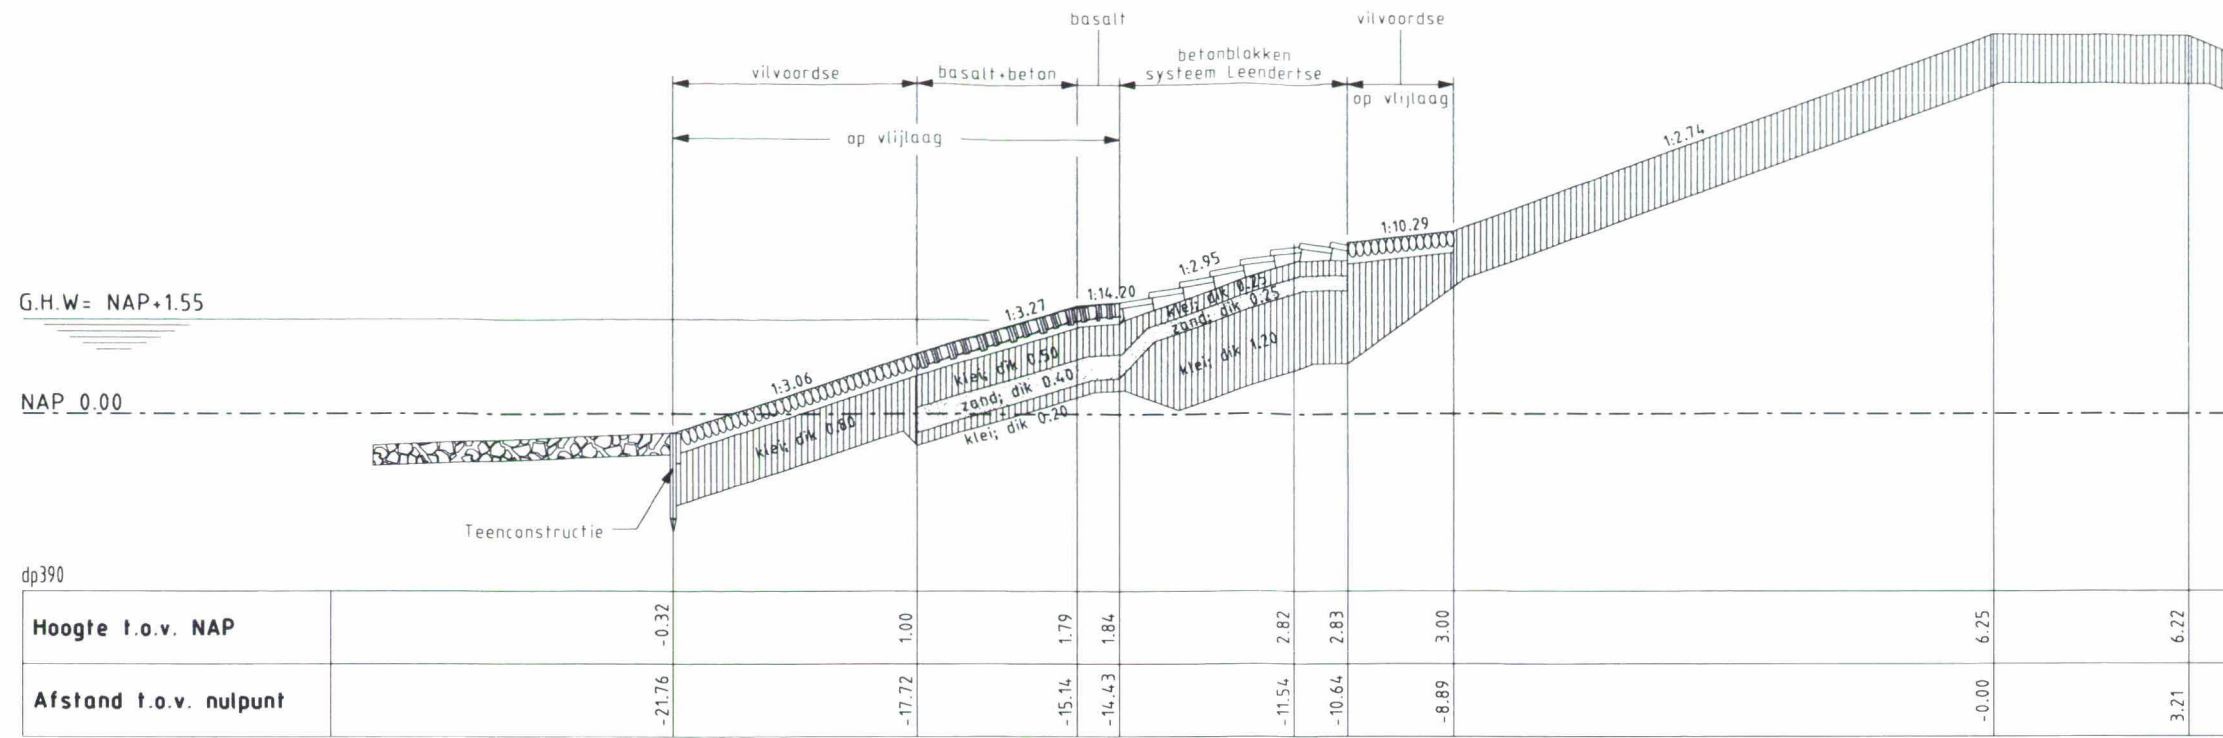 basalt
vilvoordse
betonblokken
vilvoordse
basalt+beton
systeem Leendertse
op vlijlaag
op vlijlaag
1:2.74
1:10.29
1:2.95
G.H.W= NAP+1.55
1:3.27
1:14.20
klei; dik 0.25
zand; dik 0.25
klei; dik 1.20
1:3.06
klei; dik 0.50
zand; dik 0.40
klei; dik 0.20
NAP 0.00
klei; dik 0.80
Teenconstructie
dp390
Hoogte t.o.v. NAP -0.32 1.00 1.79 1.84 2.82 2.83 3.00 6.25 6.22
Afstand t.o.v. nulpunt -21.76 -17.72 -15.14 -14.43 -11.54 -10.64 -8.89 -0.00 3.21